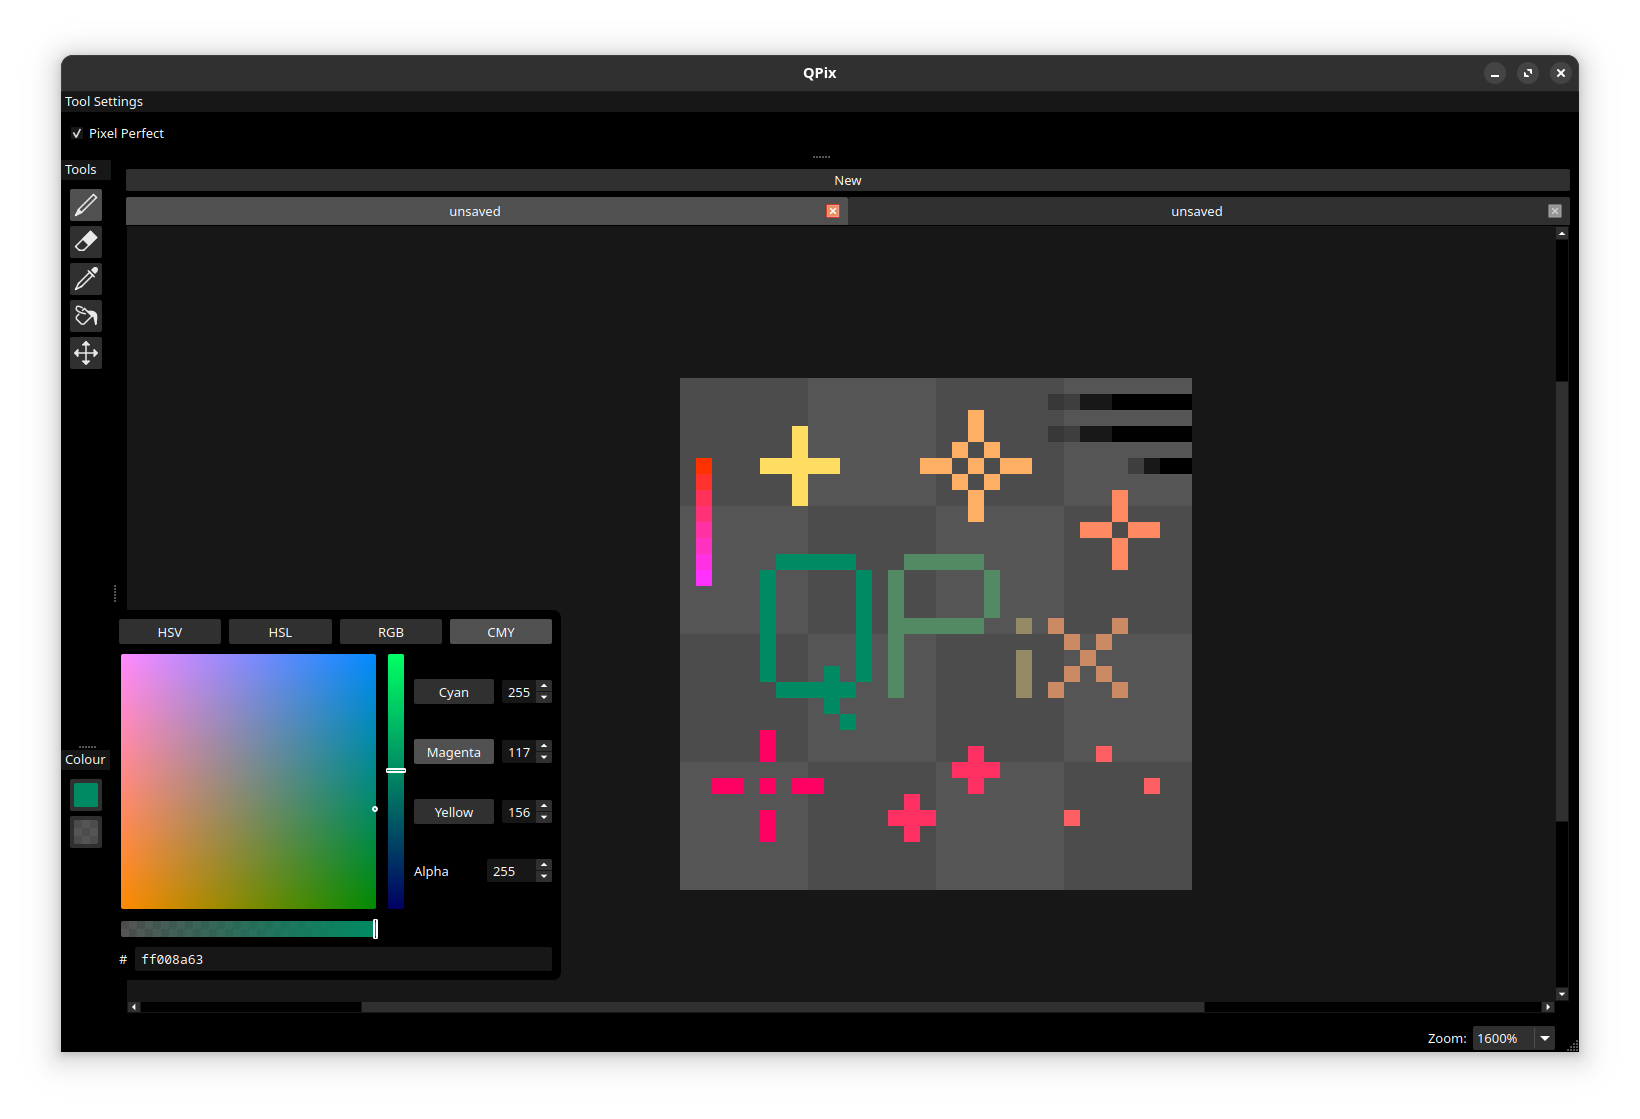 QPix
Tool Settings
Pixel Perfect
Tools
New
unsaved unsaved
QPix
HSV HSL RGB CMY
Cyan 255
Magenta 117
Yellow 156
Colour
Alpha 255
# ff008a63
Zoom: 1600%